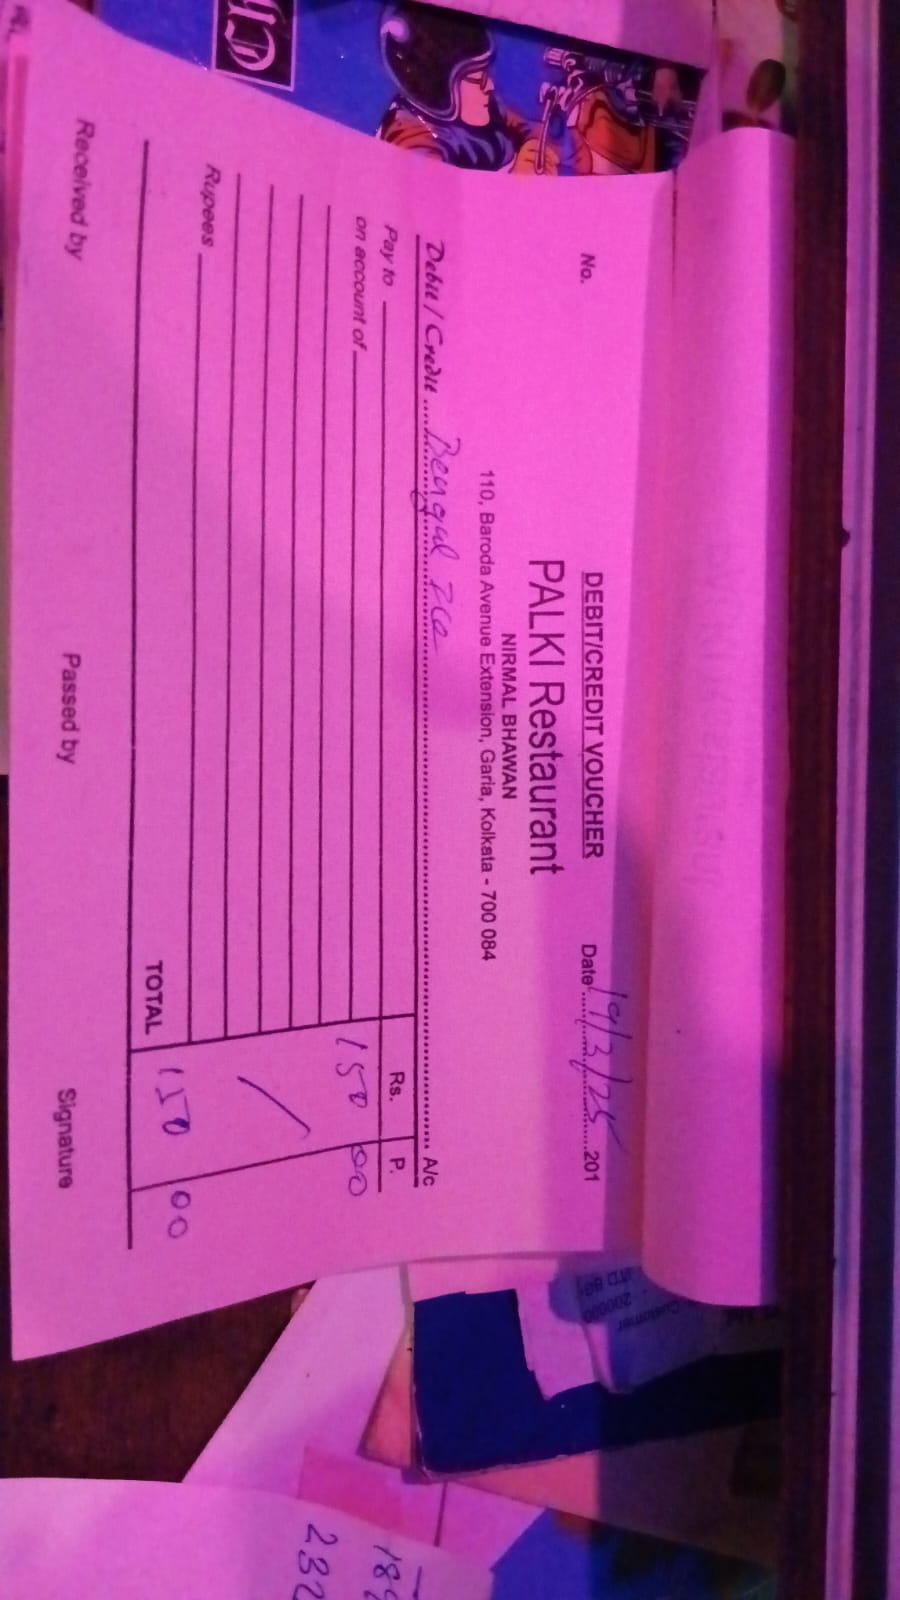 DEBIT/CREDIT VOUCHER
No.
Date 19/3/25 201
PALKI Restaurant
NIRMAL BHAWAN
110, Baroda Avenue Extension, Garia, Kolkata - 700 084
Debit / Credit Bengal Ice A/c
Pay to Rs. P.
on account of 150 00
Rupees
TOTAL 150 00
Received by Passed by Signature
232